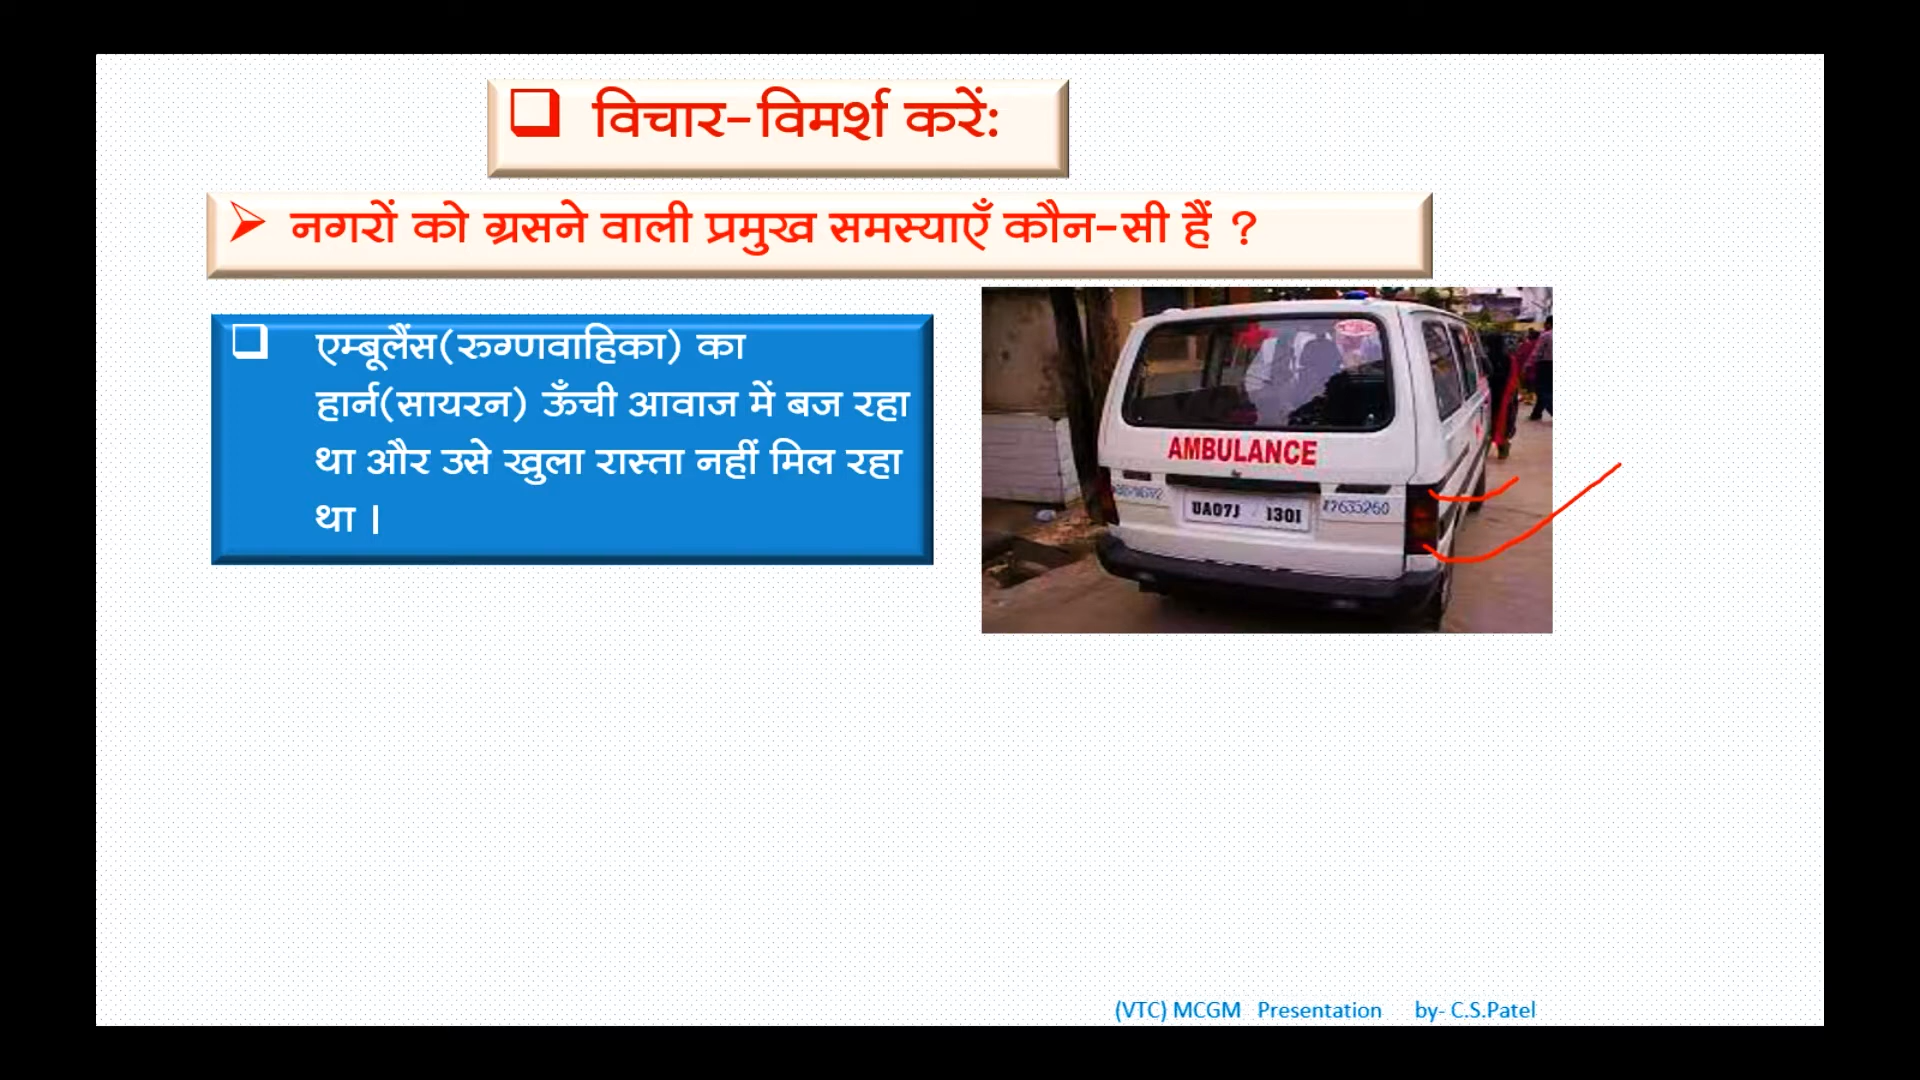 विचार-विमर्श करें:
नगरों को ग्रसने वाली प्रमुख समस्याएँ कौन-सी हैं ?
एम्बूलैंस(रुग्णवाहिका) का
हार्न(सायरन) ऊँची आवाज में बज रहा
था और उसे खुला रास्ता नहीं मिल रहा
था ।
AMBULANCE
UA07J 1301
(VTC) MCGM Presentation by- C.S.Patel